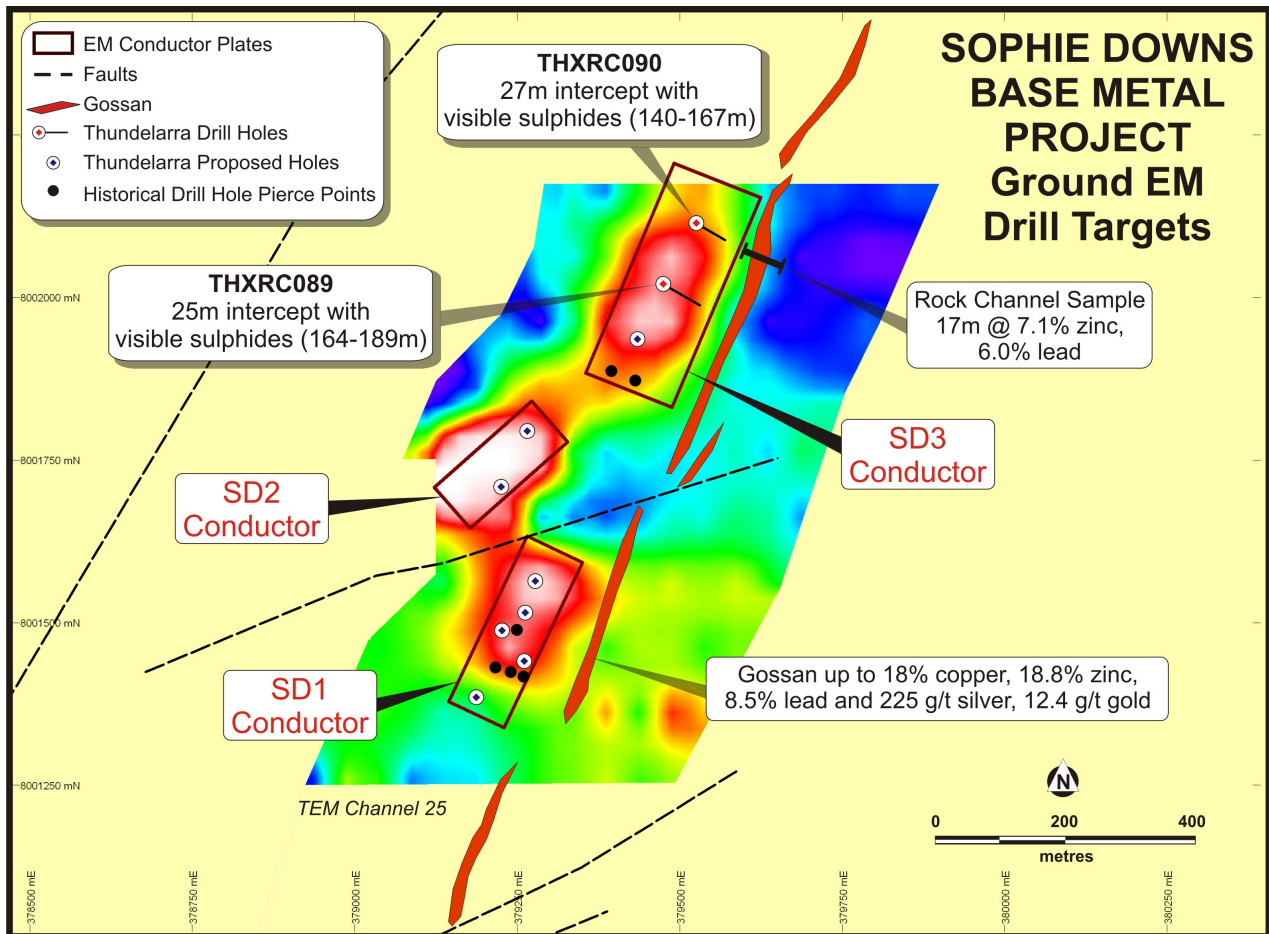 EM Conductor Plates
Faults
Gossan
Thundelarra Drill Holes
Thundelarra Proposed Holes
Historical Drill Hole Pierce Points
THXRC090
27m intercept with
visible sulphides (140-167m)
SOPHIE DOWNS
BASE METAL
PROJECT
Ground EM
Drill Targets
THXRC089
25m intercept with
visible sulphides (164-189m)
8002000 mN
Rock Channel Sample
17m @ 7.1% zinc,
6.0% lead
SD3
Conductor
8001750 mN
SD2
Conductor
8001500 mN
SD1
Conductor
Gossan up to 18% copper, 18.8% zinc,
8.5% lead and 225 g/t silver, 12.4 g/t gold
8001250 mN
TEM Channel 25
N
0 200 400
metres
378500 mE
378750 mE
379000 mE
379250 mE
379500 mE
379750 mE
380000 mE
380250 mE